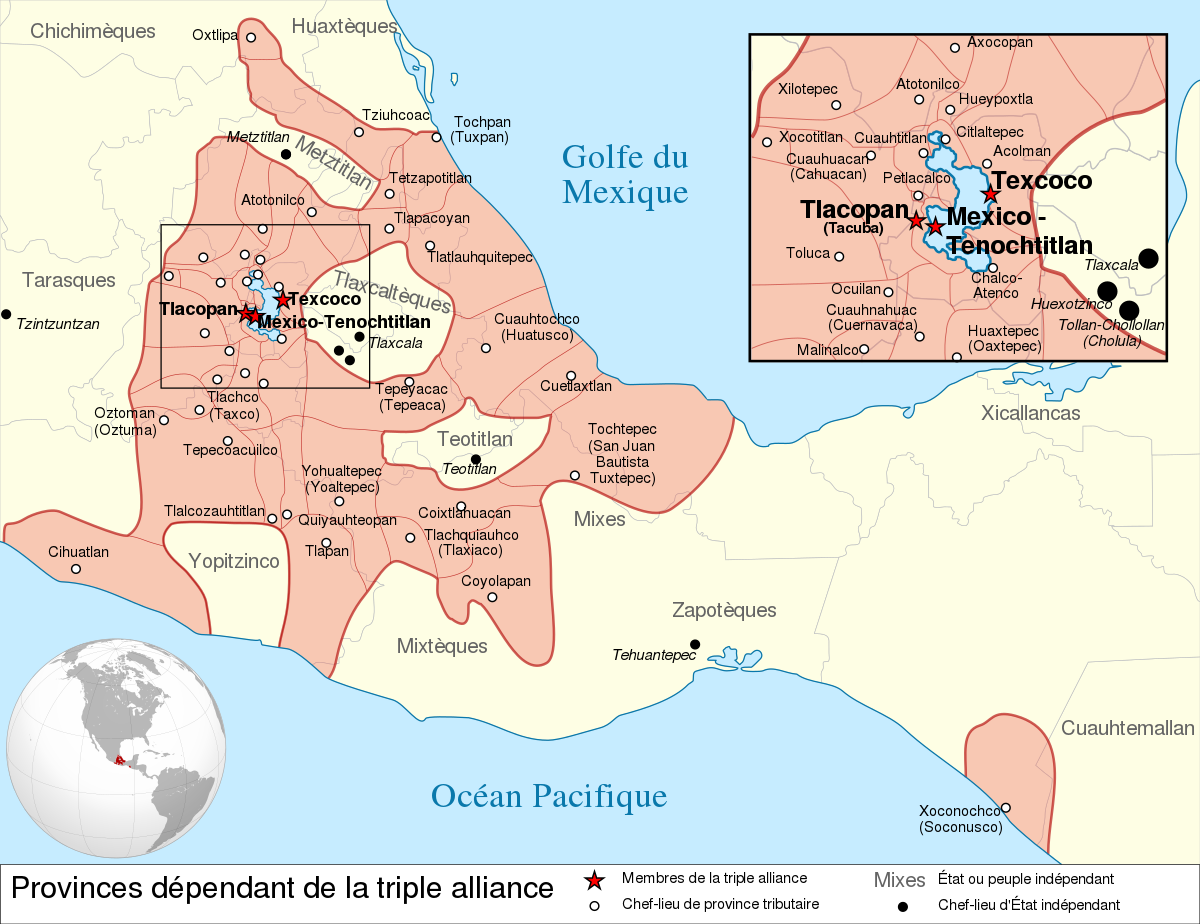 Chichimèques
Huaxtèques
Oxtlipa
Tziuhcoac
Tochpan
(Tuxpan)
Metztitlan
Metztitlan
Tetzapotitlan
Atotonilco
Tlapacoyan
Tlatlauhquitepec
Golfe du
Mexique
Tarasques
Tzintzuntzan
Tlaxcaltèques
Tlacopan
Texcoco
Mexico-Tenochtitlan
Tlaxcala
Cuauhtochco
(Huatusco)
Tepeyacac
(Tepeaca)
Cuetlaxtlan
Tlachco
(Taxco)
Oztoman
(Oztuma)
Tepecoacuilco
Teotitlan
Teotitlan
Tochtepec
(San Juan
Bautista
Tuxtepec)
Yohualtepec
(Yoaltepec)
Tlalcozauhtitlan
Quiyauhteopan
Coixtlahuacan
Tlachquiauhco
(Tlaxiaco)
Tlapan
Mixes
Cihuatlan
Yopitzinco
Coyolapan
Mixtèques
Zapotèques
Tehuantepec
Xicallancas
Cuauhtemallan
Xoconochco
(Soconusco)
Océan Pacifique
Axocopan
Xilotepec
Atotonilco
Hueypoxtla
Xocotitlan
Cuauhtitlan
Citlaltepec
Cuauhuacan
(Cahuacan)
Acolman
Petlacalco
Texcoco
Tlacopan
(Tacuba)
Mexico -
Tenochtitlan
Toluca
Chalco-
Atenco
Tlaxcala
Ocuilan
Huexotzinco
Cuauhnahuac
(Cuernavaca)
Tollan-Chollollan
(Cholula)
Huaxtepec
(Oaxtepec)
Malinalco
Provinces dépendant de la triple alliance
Membres de la triple alliance
Chef-lieu de province tributaire
Mixes État ou peuple indépendant
Chef-lieu d'État indépendant